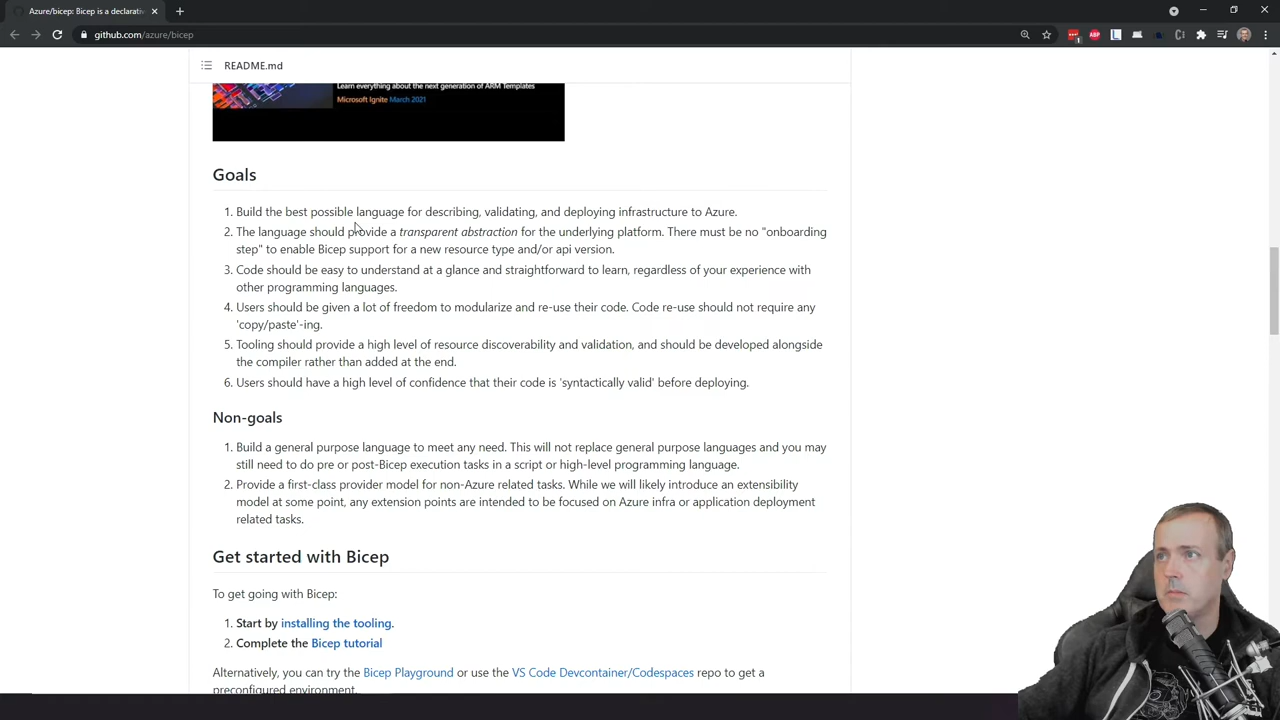 Azure/bicep: Bicep is a declarati
github.com/azure/bicep
README.md
Learn everything about the next generation of ARM Templates
Microsoft Ignite March 2021
Goals
1. Build the best possible language for describing, validating, and deploying infrastructure to Azure.
2. The language should provide a transparent abstraction for the underlying platform. There must be no "onboarding
step" to enable Bicep support for a new resource type and/or api version.
3. Code should be easy to understand at a glance and straightforward to learn, regardless of your experience with
other programming languages.
4. Users should be given a lot of freedom to modularize and re-use their code. Code re-use should not require any
'copy/paste'-ing.
5. Tooling should provide a high level of resource discoverability and validation, and should be developed alongside
the compiler rather than added at the end.
6. Users should have a high level of confidence that their code is 'syntactically valid' before deploying.
Non-goals
1. Build a general purpose language to meet any need. This will not replace general purpose languages and you may
still need to do pre or post-Bicep execution tasks in a script or high-level programming language.
2. Provide a first-class provider model for non-Azure related tasks. While we will likely introduce an extensibility
model at some point, any extension points are intended to be focused on Azure infra or application deployment
related tasks.
Get started with Bicep
To get going with Bicep:
1. Start by installing the tooling.
2. Complete the Bicep tutorial
Alternatively, you can try the Bicep Playground or use the VS Code Devcontainer/Codespaces repo to get a
preconfigured environment.